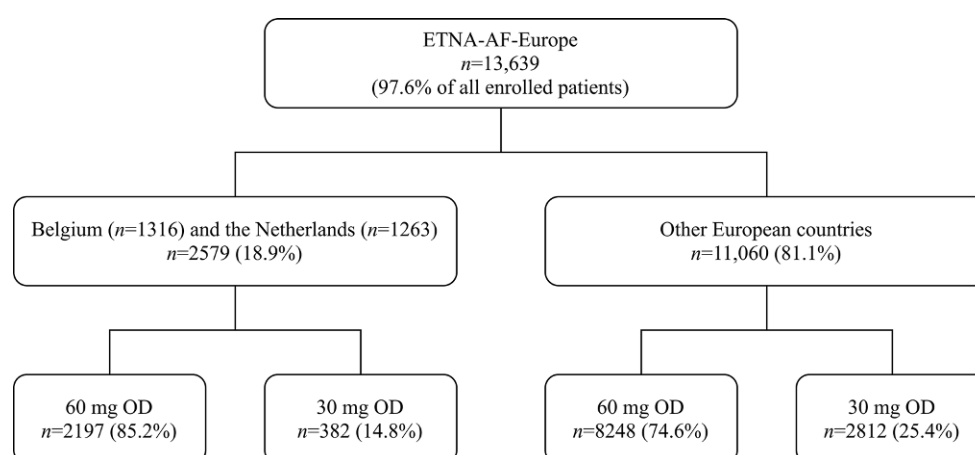 ETNA-AF-Europe
n=13,639
(97.6% of all enrolled patients)
Belgium (n=1316) and the Netherlands (n=1263)
n=2579 (18.9%)
Other European countries
n=11,060 (81.1%)
60 mg OD
n=2197 (85.2%)
30 mg OD
n=382 (14.8%)
60 mg OD
n=8248 (74.6%)
30 mg OD
n=2812 (25.4%)